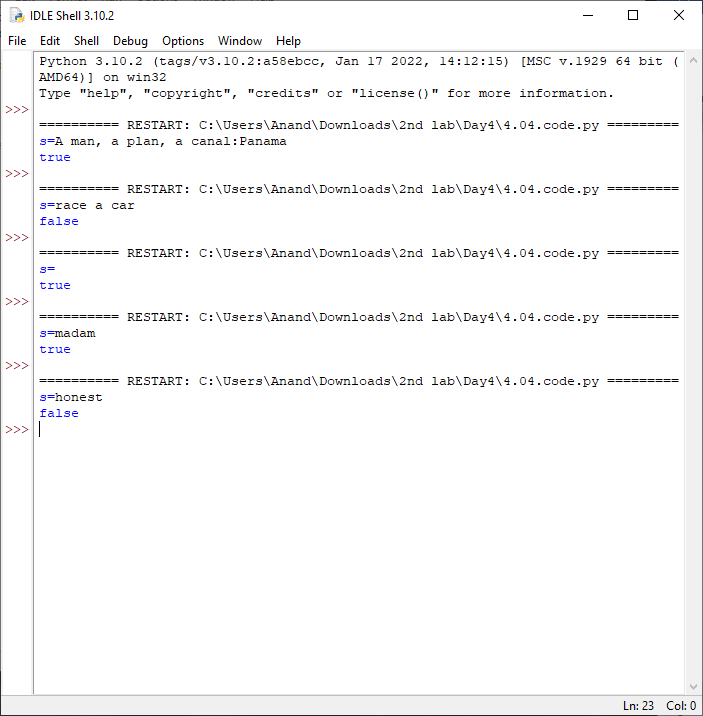 IDLE Shell 3.10.2
File Edit Shell Debug Options Window Help
Python 3.10.2 (tags/v3.10.2:a58ebcc, Jan 17 2022, 14:12:15) [MSC v.1929 64 bit (
AMD64)] on win32
Type "help", "copyright", "credits" or "license()" for more information.
>>>
========== RESTART: C:\Users\Anand\Downloads\2nd lab\Day4\4.04.code.py =========
s=A man, a plan, a canal:Panama
true
>>>
========== RESTART: C:\Users\Anand\Downloads\2nd lab\Day4\4.04.code.py =========
s=race a car
false
>>>
========== RESTART: C:\Users\Anand\Downloads\2nd lab\Day4\4.04.code.py =========
s=
true
>>>
========== RESTART: C:\Users\Anand\Downloads\2nd lab\Day4\4.04.code.py =========
s=madam
true
>>>
========== RESTART: C:\Users\Anand\Downloads\2nd lab\Day4\4.04.code.py =========
s=honest
false
>>>
Ln: 23 Col: 0